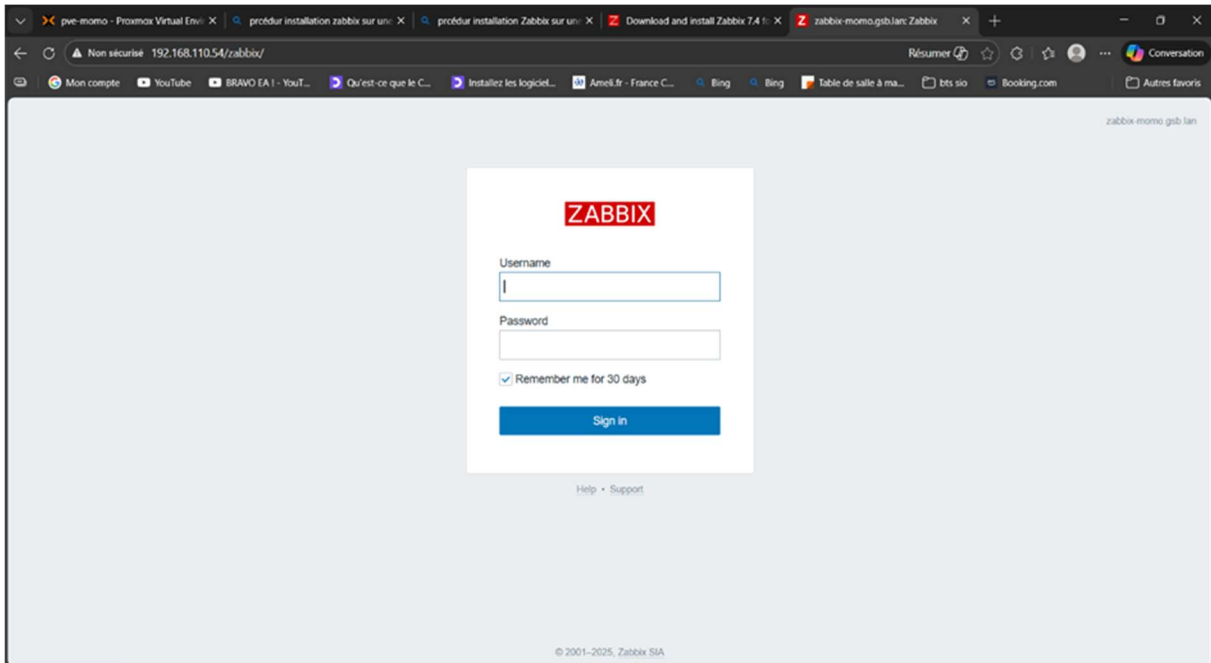 pve-momo - Proxmox Virtual Envir
prcédur installation zabbix sur une
prcédur installation Zabbix sur une
Download and install Zabbix 7.4 fo
zabbix-momo.gsb.lan: Zabbix
Non sécurisé 192.168.110.54/zabbix/
Résumer
Conversation
Mon compte
YouTube
BRAVO EA ! - YouT...
Qu'est-ce que le C...
Installez les logiciel...
Ameli.fr - France C...
Bing
Bing
Table de salle à ma...
bts sio
Booking.com
Autres favoris
zabbix-momo.gsb.lan
ZABBIX
Username
Password
Remember me for 30 days
Sign in
Help • Support
© 2001–2025, Zabbix SIA